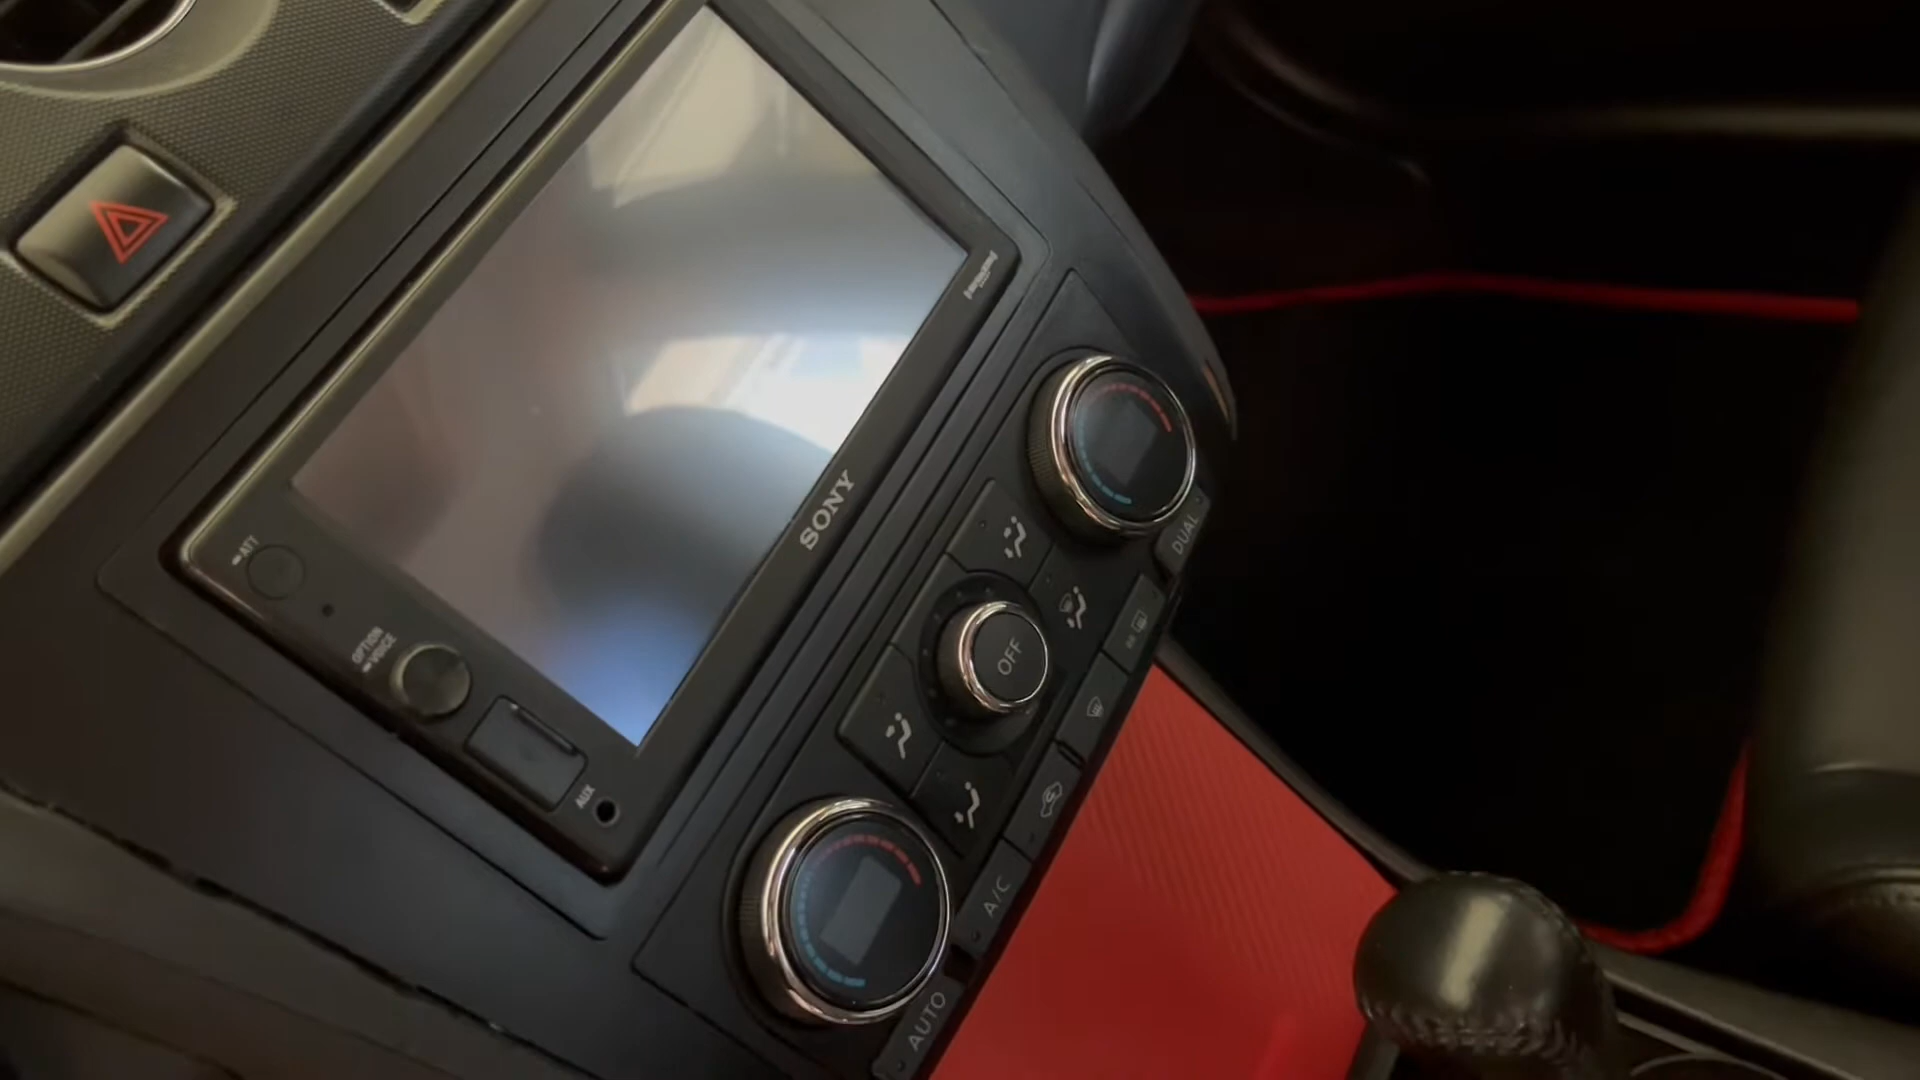 ATT
OPTION
VOICE
AUX
SONY
OFF
DUAL
A/C
AUTO